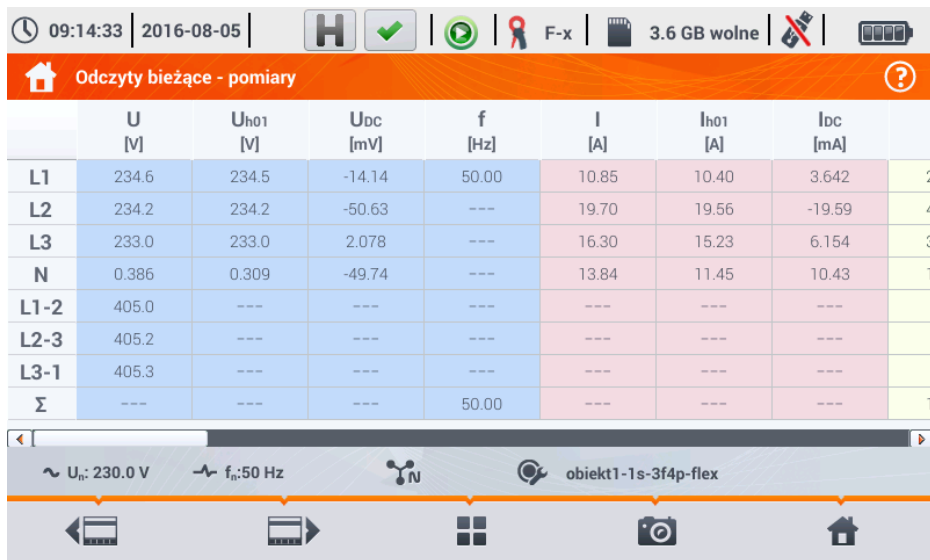 09:14:33 2016-08-05 H F-x 3.6 GB wolne
Odczyty bieżące - pomiary ?
U Uh01 UDC f I Ih01 IDC
[V] [V] [mV] [Hz] [A] [A] [mA]
L1 234.6 234.5 -14.14 50.00 10.85 10.40 3.642
L2 234.2 234.2 -50.63 --- 19.70 19.56 -19.59
L3 233.0 233.0 2.078 --- 16.30 15.23 6.154
N 0.386 0.309 -49.74 --- 13.84 11.45 10.43
L1-2 405.0 --- --- --- --- --- ---
L2-3 405.2 --- --- --- --- --- ---
L3-1 405.3 --- --- --- --- --- ---
Σ --- --- --- 50.00 --- --- ---
Un: 230.0 V fn:50 Hz N obiekt1-1s-3f4p-flex